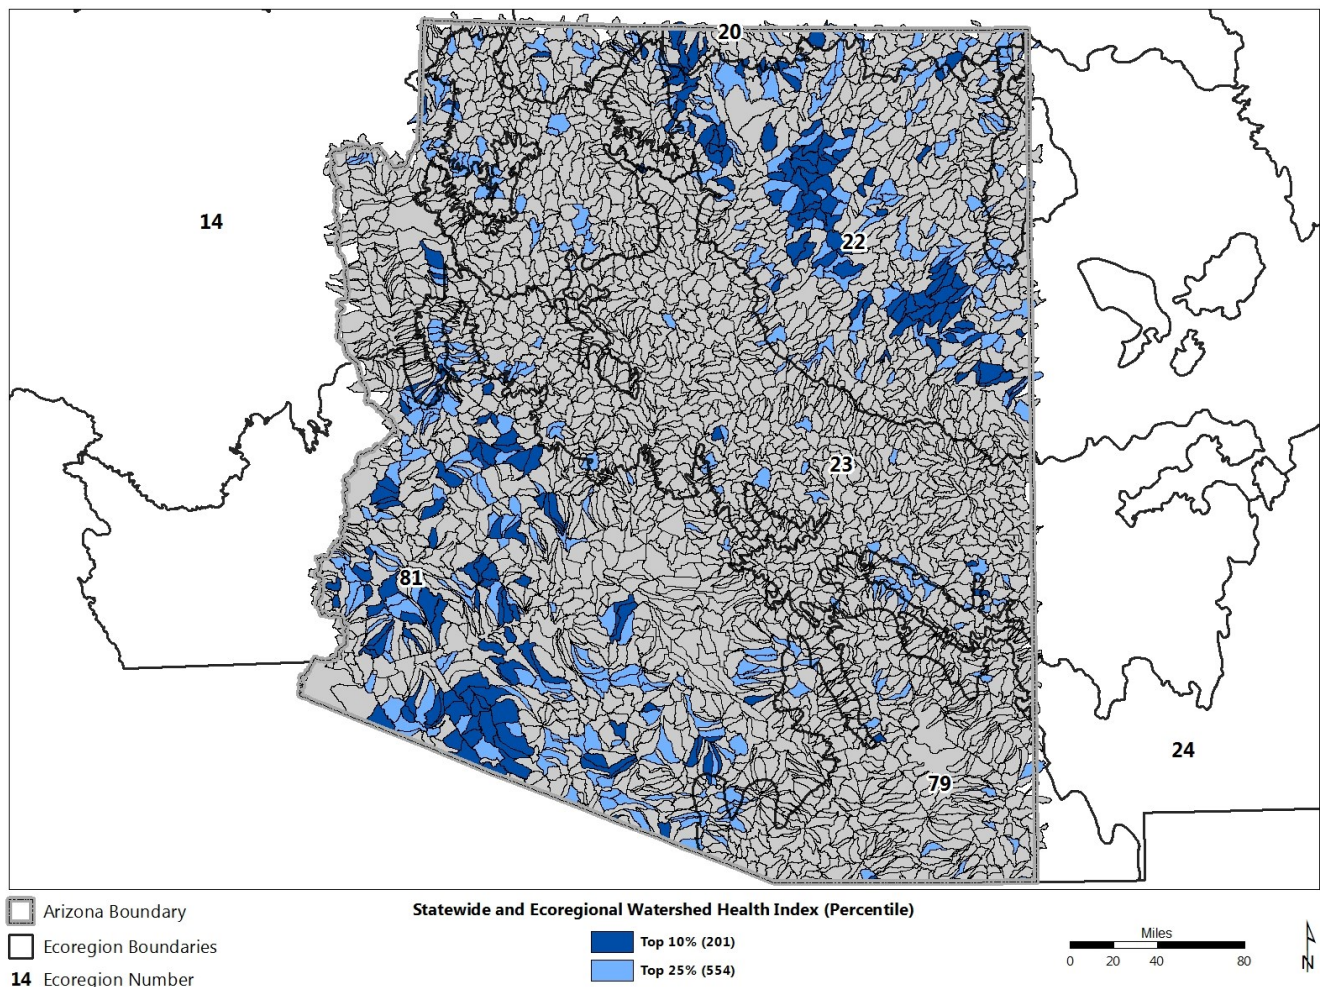 20
14
22
23
81
24
79
Arizona Boundary
Ecoregion Boundaries
14 Ecoregion Number
Statewide and Ecoregional Watershed Health Index (Percentile)
Top 10% (201)
Top 25% (554)
Miles
0 20 40 80
N